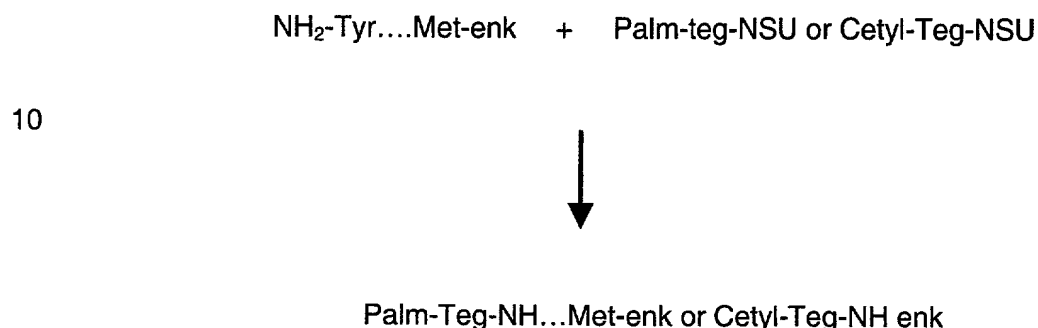 NH₂-Tyr....Met-enk + Palm-teg-NSU or Cetyl-Teg-NSU
10
Palm-Teg-NH...Met-enk or Cetyl-Teg-NH enk